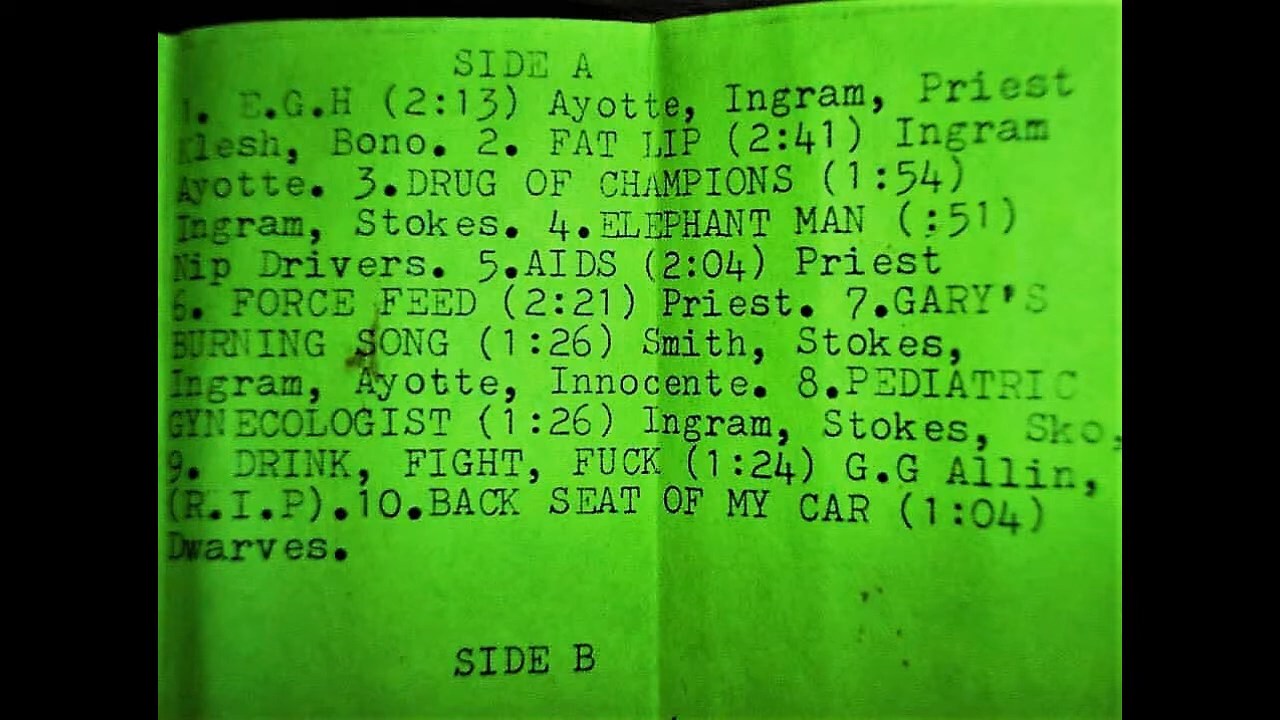 SIDE A
1. E.G.H (2:13) Ayotte, Ingram, Priest
Klesh, Bono. 2. FAT LIP (2:41) Ingram
Ayotte. 3.DRUG OF CHAMPIONS (1:54)
Ingram, Stokes. 4.ELEPHANT MAN (:51)
Nip Drivers. 5.AIDS (2:04) Priest
6. FORCE FEED (2:21) Priest. 7.GARY'S
BURNING SONG (1:26) Smith, Stokes,
Ingram, Ayotte, Innocente. 8.PEDIATRIC
GYNECOLOGIST (1:26) Ingram, Stokes, Sko,
9. DRINK, FIGHT, FUCK (1:24) G.G Allin,
(R.I.P).10.BACK SEAT OF MY CAR (1:04)
Dwarves.
SIDE B